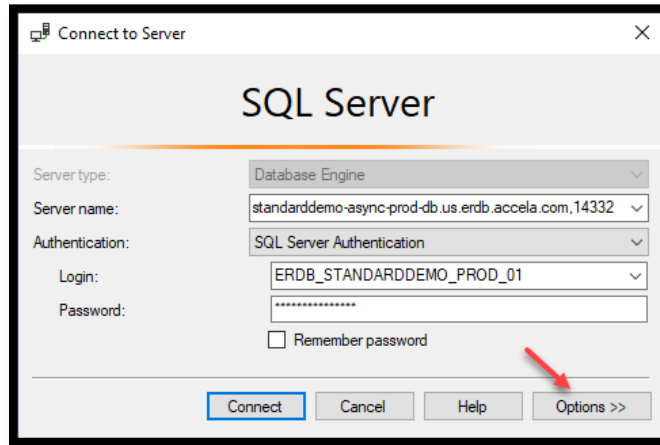 Connect to Server
SQL Server
Server type: Database Engine
Server name: standarddemo-async-prod-db.us.erdb.accela.com,14332
Authentication: SQL Server Authentication
Login: ERDB_STANDARDDEMO_PROD_01
Password: ***************
Remember password
Connect Cancel Help Options >>